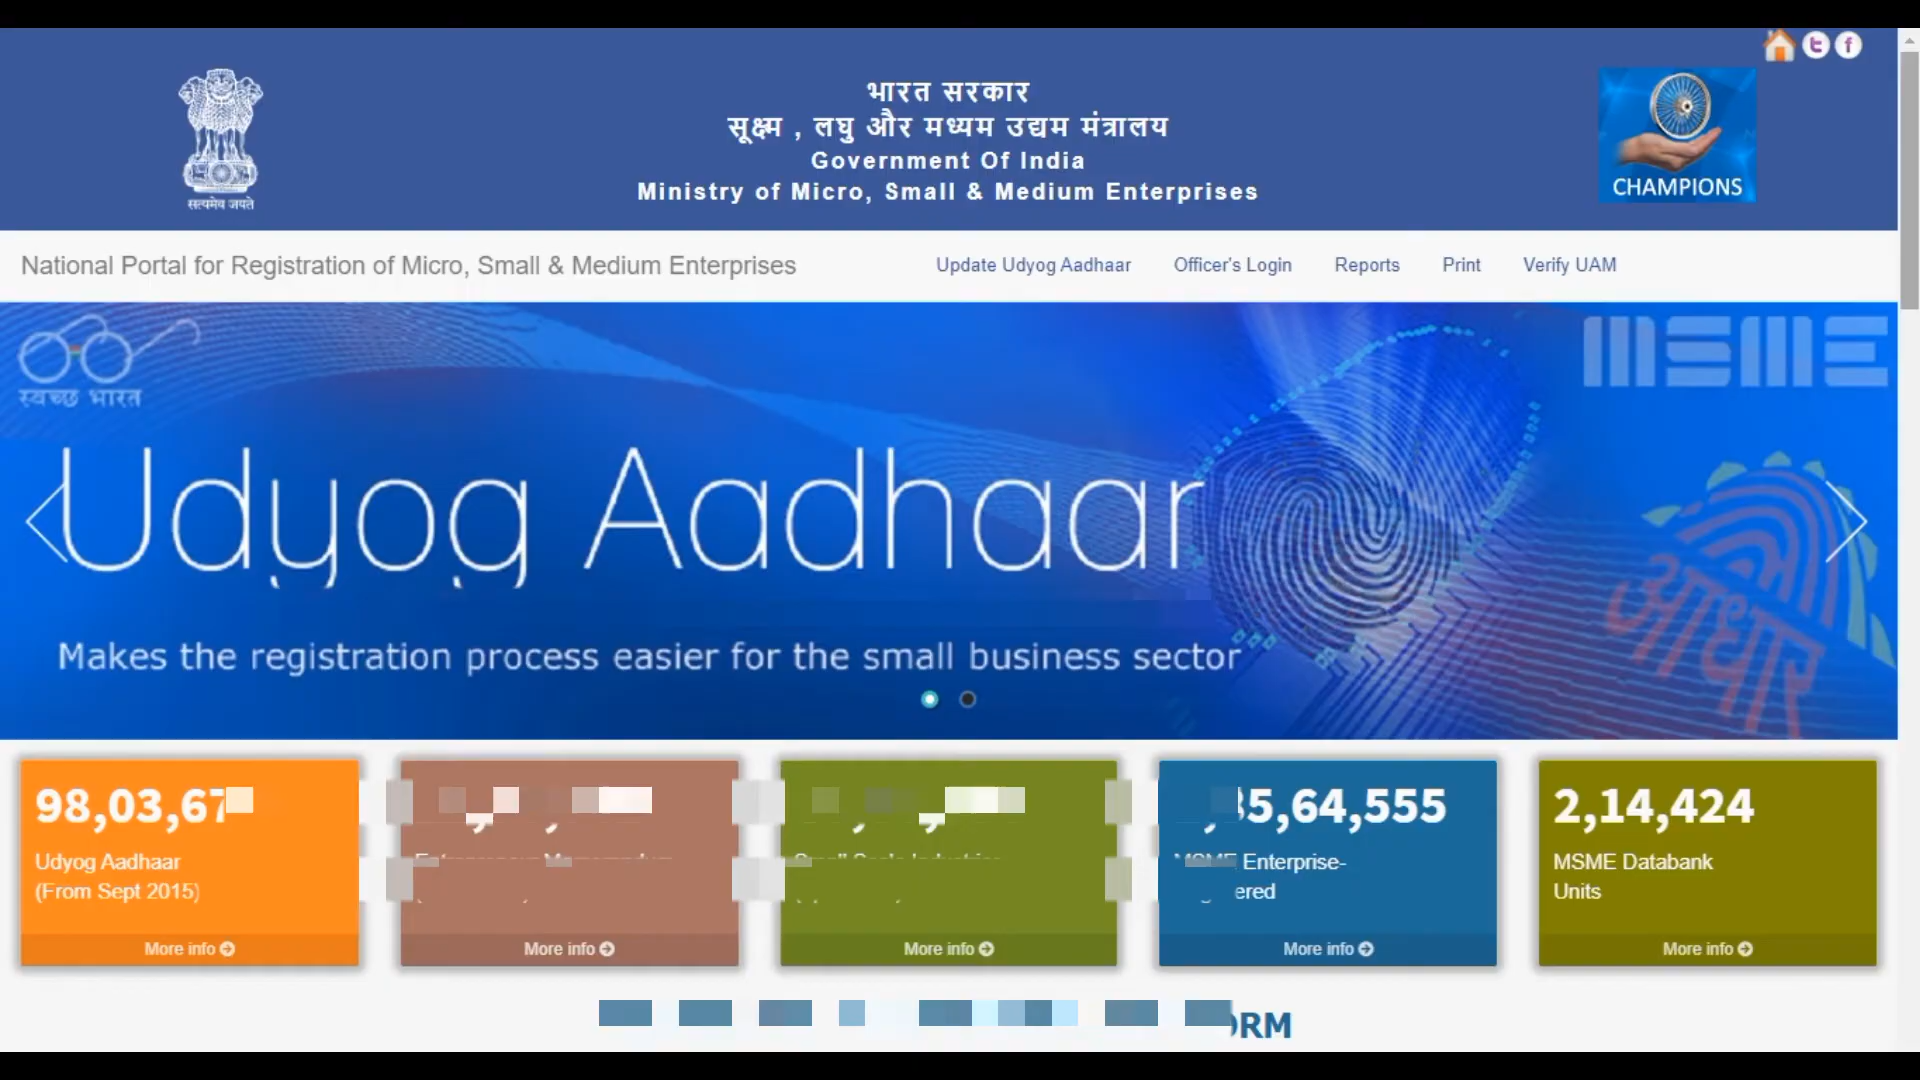 भारत सरकार
सूक्ष्म , लघु और मध्यम उद्यम मंत्रालय
Government Of India
Ministry of Micro, Small & Medium Enterprises
सत्यमेव जयते
CHAMPIONS
National Portal for Registration of Micro, Small & Medium Enterprises
Update Udyog Aadhaar
Officer's Login
Reports
Print
Verify UAM
स्वच्छ भारत
MSME
Udyog Aadhaar
आधार
Makes the registration process easier for the small business sector
Udyog Aadhaar
(From Sept 2015)
More info
More info
More info
Enterprise-
More info
2,14,424
MSME Databank
Units
More info